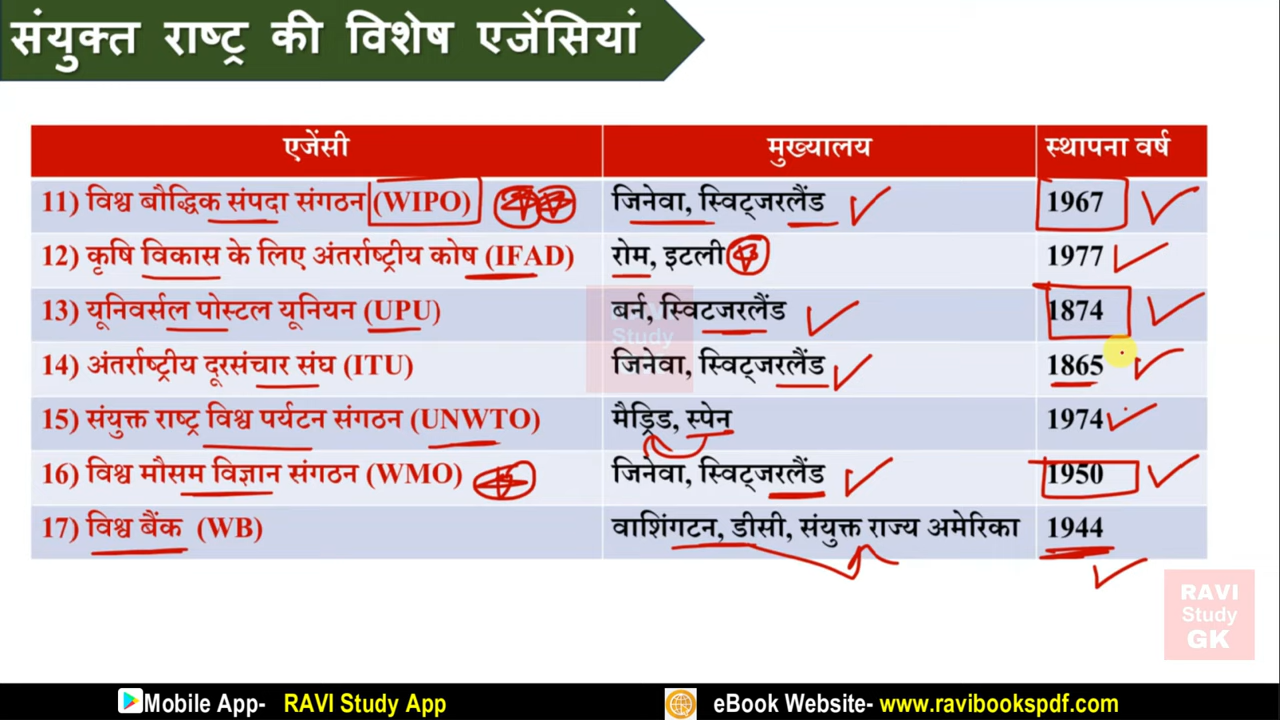 संयुक्त राष्ट्र की विशेष एजेंसियां
एजेंसी मुख्यालय स्थापना वर्ष
11) विश्व बौद्धिक संपदा संगठन (WIPO) जिनेवा, स्विट्जरलैंड 1967
12) कृषि विकास के लिए अंतर्राष्ट्रीय कोष (IFAD) रोम, इटली 1977
13) यूनिवर्सल पोस्टल यूनियन (UPU) बर्न, स्विटजरलैंड 1874
14) अंतर्राष्ट्रीय दूरसंचार संघ (ITU) जिनेवा, स्विट्जरलैंड 1865
15) संयुक्त राष्ट्र विश्व पर्यटन संगठन (UNWTO) मैड्रिड, स्पेन 1974
16) विश्व मौसम विज्ञान संगठन (WMO) जिनेवा, स्विट्जरलैंड 1950
17) विश्व बैंक (WB) वाशिंगटन, डीसी, संयुक्त राज्य अमेरिका 1944
RAVI
Study
RAVI
Study
GK
Mobile App- RAVI Study App eBook Website- www.ravibookspdf.com